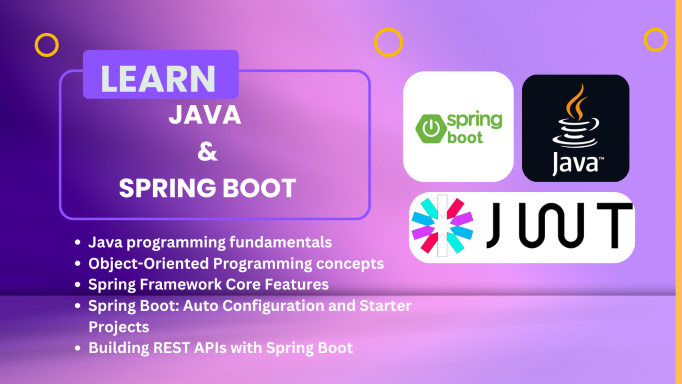 LEARN
JAVA
&
SPRING BOOT
spring
boot
Java™
JWT
• Java programming fundamentals
• Object-Oriented Programming concepts
• Spring Framework Core Features
• Spring Boot: Auto Configuration and Starter
Projects
• Building REST APIs with Spring Boot